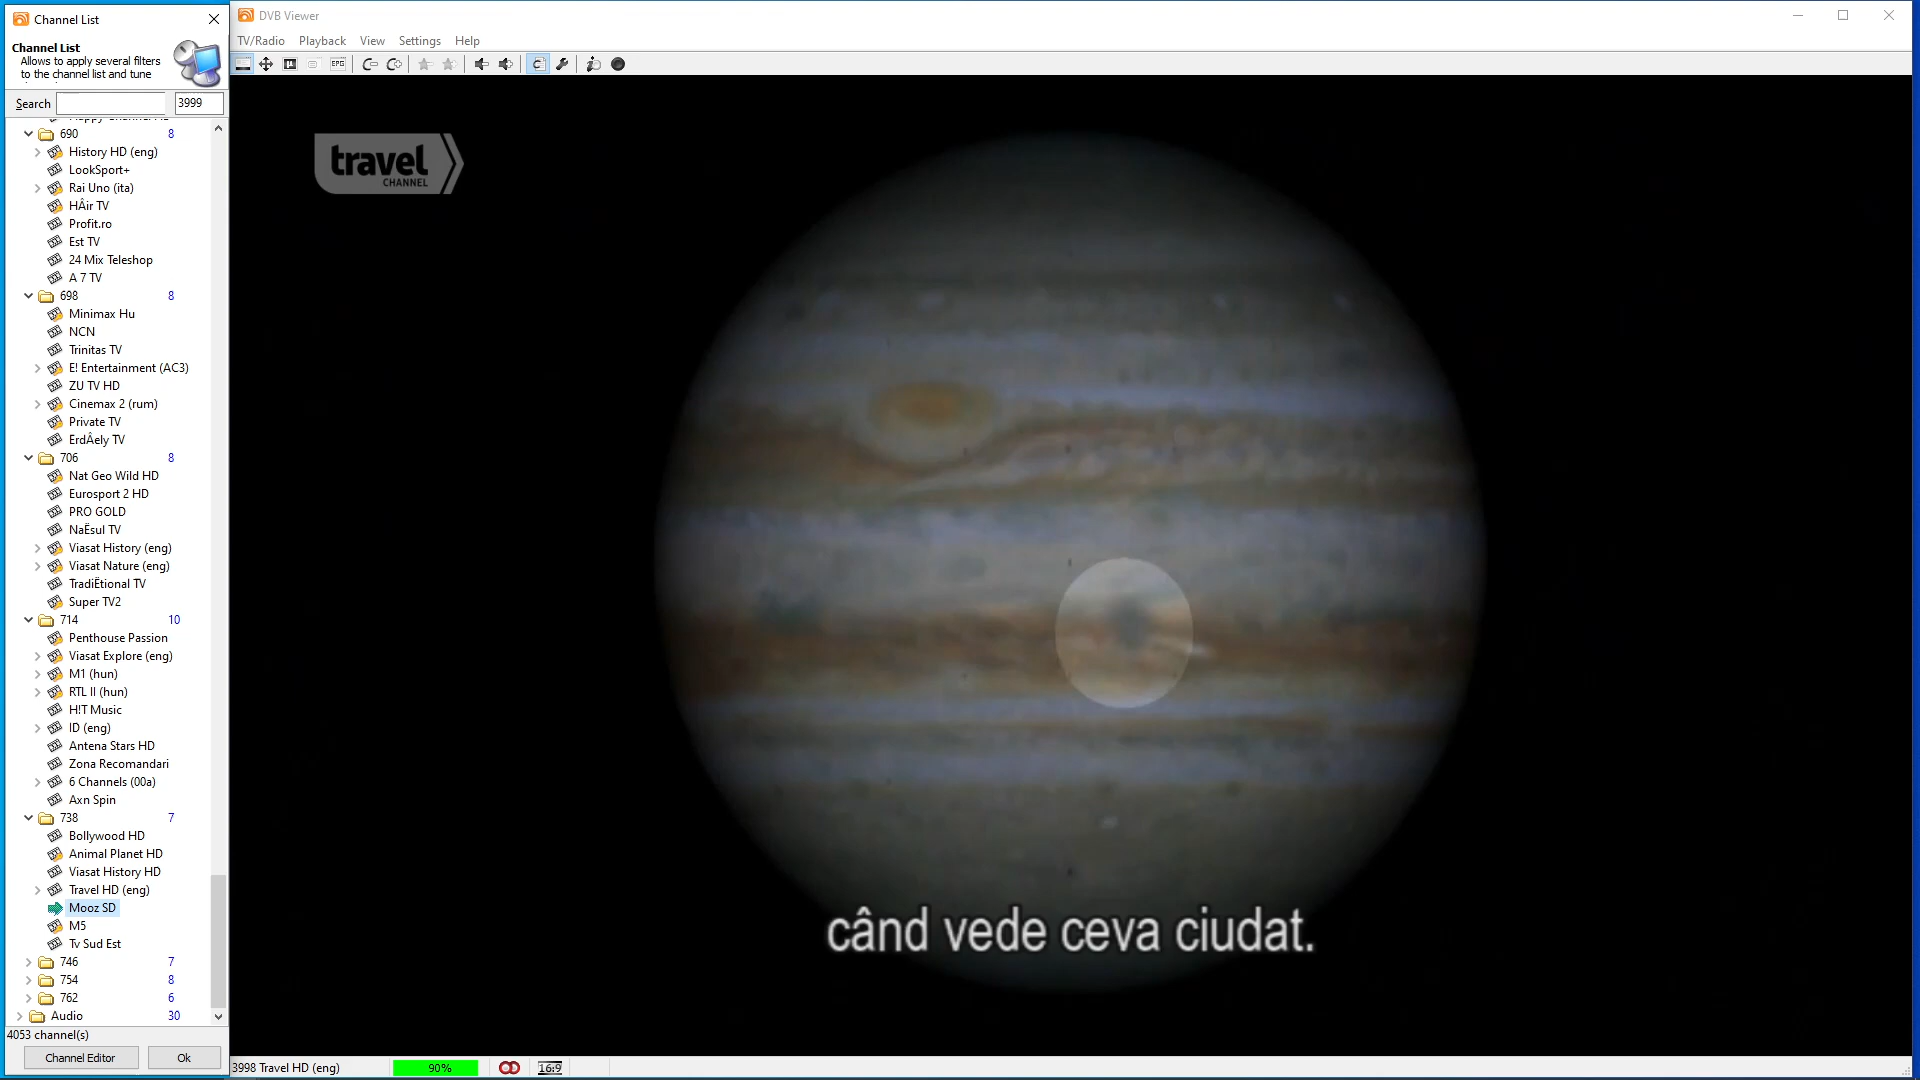 Channel List
Channel List
Allows to apply several filters
to the channel list and tune
Search
3999
690 8
History HD (eng)
LookSport+
Rai Uno (ita)
HÂir TV
Profit.ro
Est TV
24 Mix Teleshop
A 7 TV
698 8
Minimax Hu
NCN
Trinitas TV
E! Entertainment (AC3)
ZU TV HD
Cinemax 2 (rum)
Private TV
ErdÂely TV
706 8
Nat Geo Wild HD
Eurosport 2 HD
PRO GOLD
NaËsul TV
Viasat History (eng)
Viasat Nature (eng)
TradiËtional TV
Super TV2
714 10
Penthouse Passion
Viasat Explore (eng)
M1 (hun)
RTL II (hun)
H!T Music
ID (eng)
Antena Stars HD
Zona Recomandari
6 Channels (00a)
Axn Spin
738 7
Bollywood HD
Animal Planet HD
Viasat History HD
Travel HD (eng)
Mooz SD
M5
Tv Sud Est
746 7
754 8
762 6
Audio 30
4053 channel(s)
Channel Editor Ok
DVB Viewer
TV/Radio Playback View Settings Help
EPG
travel
CHANNEL
când vede ceva ciudat.
3998 Travel HD (eng) 90% 16:9